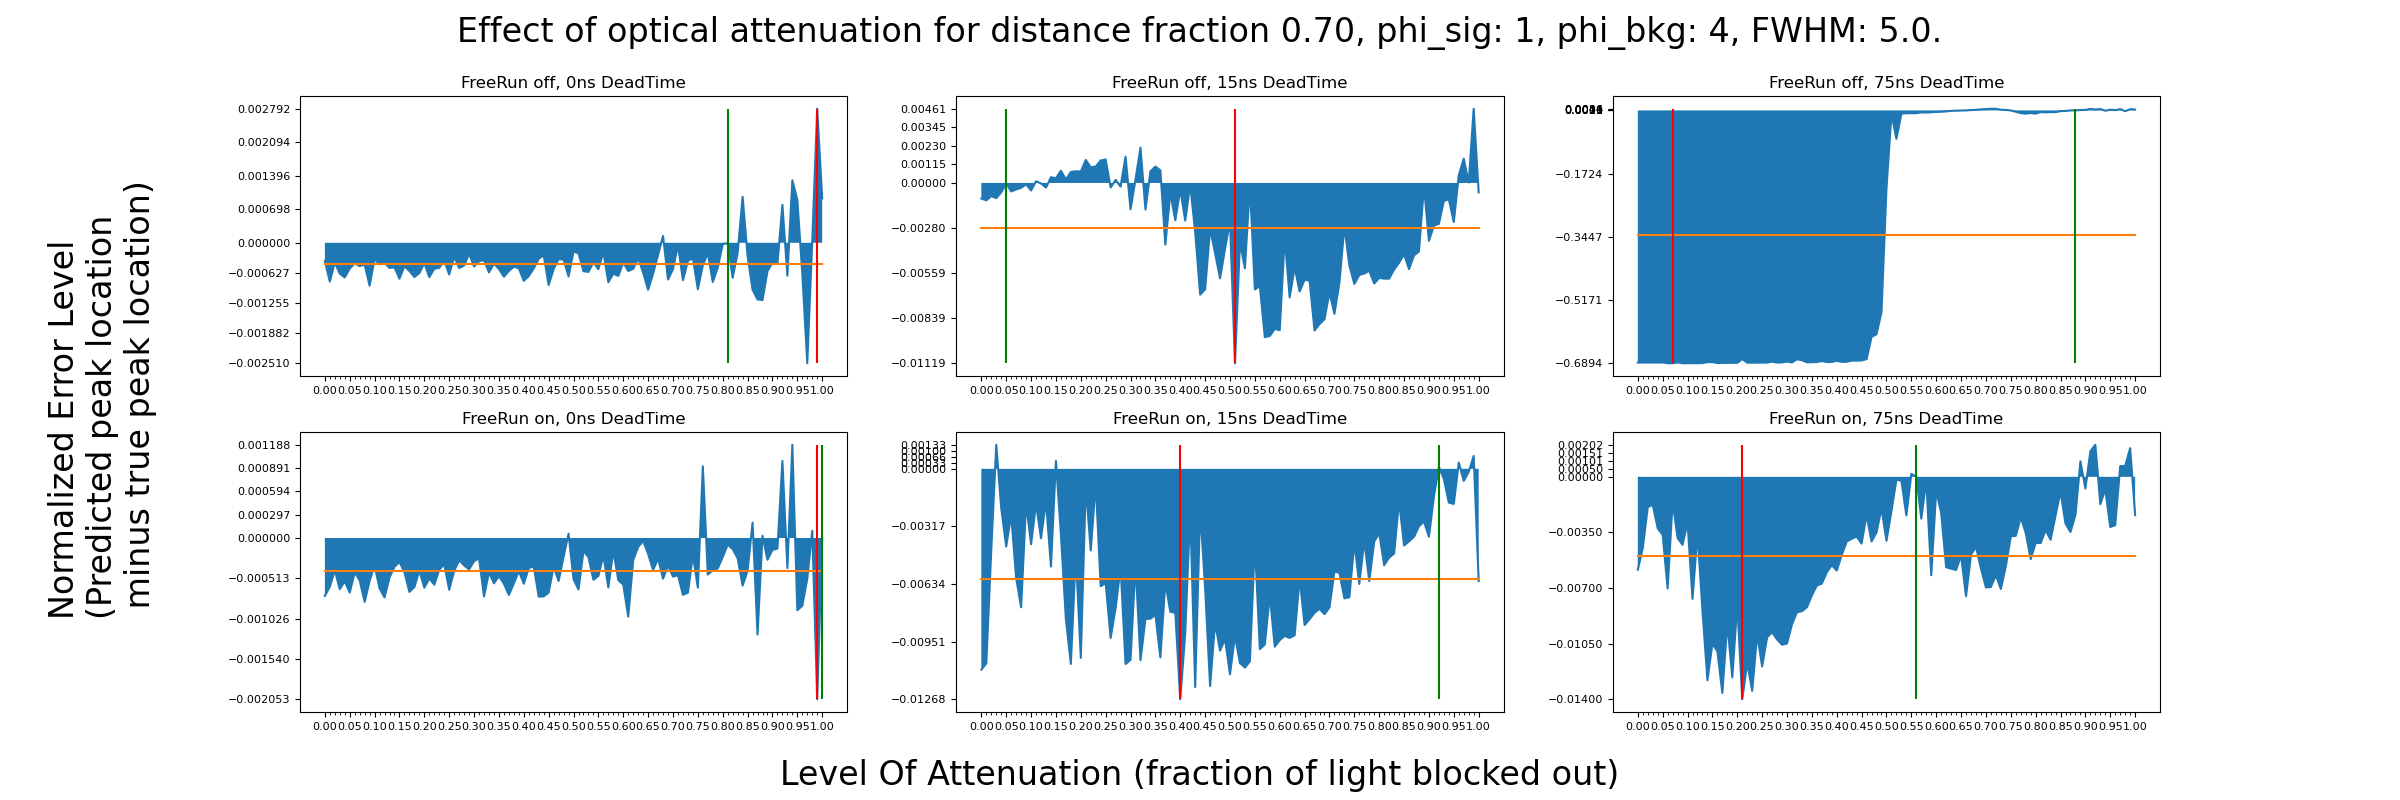 Effect of optical attenuation for distance fraction 0.70, phi_sig: 1, phi_bkg: 4, FWHM: 5.0.
Normalized Error Level
(Predicted peak location
minus true peak location)
FreeRun off, 0ns DeadTime
0.002792
0.002094
0.001396
0.000698
0.000000
−0.000627
−0.001255
−0.001882
−0.002510
0.00 0.05 0.10 0.15 0.20 0.25 0.30 0.35 0.40 0.45 0.50 0.55 0.60 0.65 0.70 0.75 0.80 0.85 0.90 0.95 1.00
FreeRun off, 15ns DeadTime
0.00461
0.00345
0.00230
0.00115
0.00000
−0.00280
−0.00559
−0.00839
−0.01119
0.00 0.05 0.10 0.15 0.20 0.25 0.30 0.35 0.40 0.45 0.50 0.55 0.60 0.65 0.70 0.75 0.80 0.85 0.90 0.95 1.00
FreeRun off, 75ns DeadTime
−0.1724
−0.3447
−0.5171
−0.6894
0.00 0.05 0.10 0.15 0.20 0.25 0.30 0.35 0.40 0.45 0.50 0.55 0.60 0.65 0.70 0.75 0.80 0.85 0.90 0.95 1.00
FreeRun on, 0ns DeadTime
0.001188
0.000891
0.000594
0.000297
0.000000
−0.000513
−0.001026
−0.001540
−0.002053
0.00 0.05 0.10 0.15 0.20 0.25 0.30 0.35 0.40 0.45 0.50 0.55 0.60 0.65 0.70 0.75 0.80 0.85 0.90 0.95 1.00
FreeRun on, 15ns DeadTime
0.00133
0.00100
0.00066
0.00033
0.00000
−0.00317
−0.00634
−0.00951
−0.01268
0.00 0.05 0.10 0.15 0.20 0.25 0.30 0.35 0.40 0.45 0.50 0.55 0.60 0.65 0.70 0.75 0.80 0.85 0.90 0.95 1.00
FreeRun on, 75ns DeadTime
0.00202
0.00151
0.00101
0.00050
0.00000
−0.00350
−0.00700
−0.01050
−0.01400
0.00 0.05 0.10 0.15 0.20 0.25 0.30 0.35 0.40 0.45 0.50 0.55 0.60 0.65 0.70 0.75 0.80 0.85 0.90 0.95 1.00
Level Of Attenuation (fraction of light blocked out)